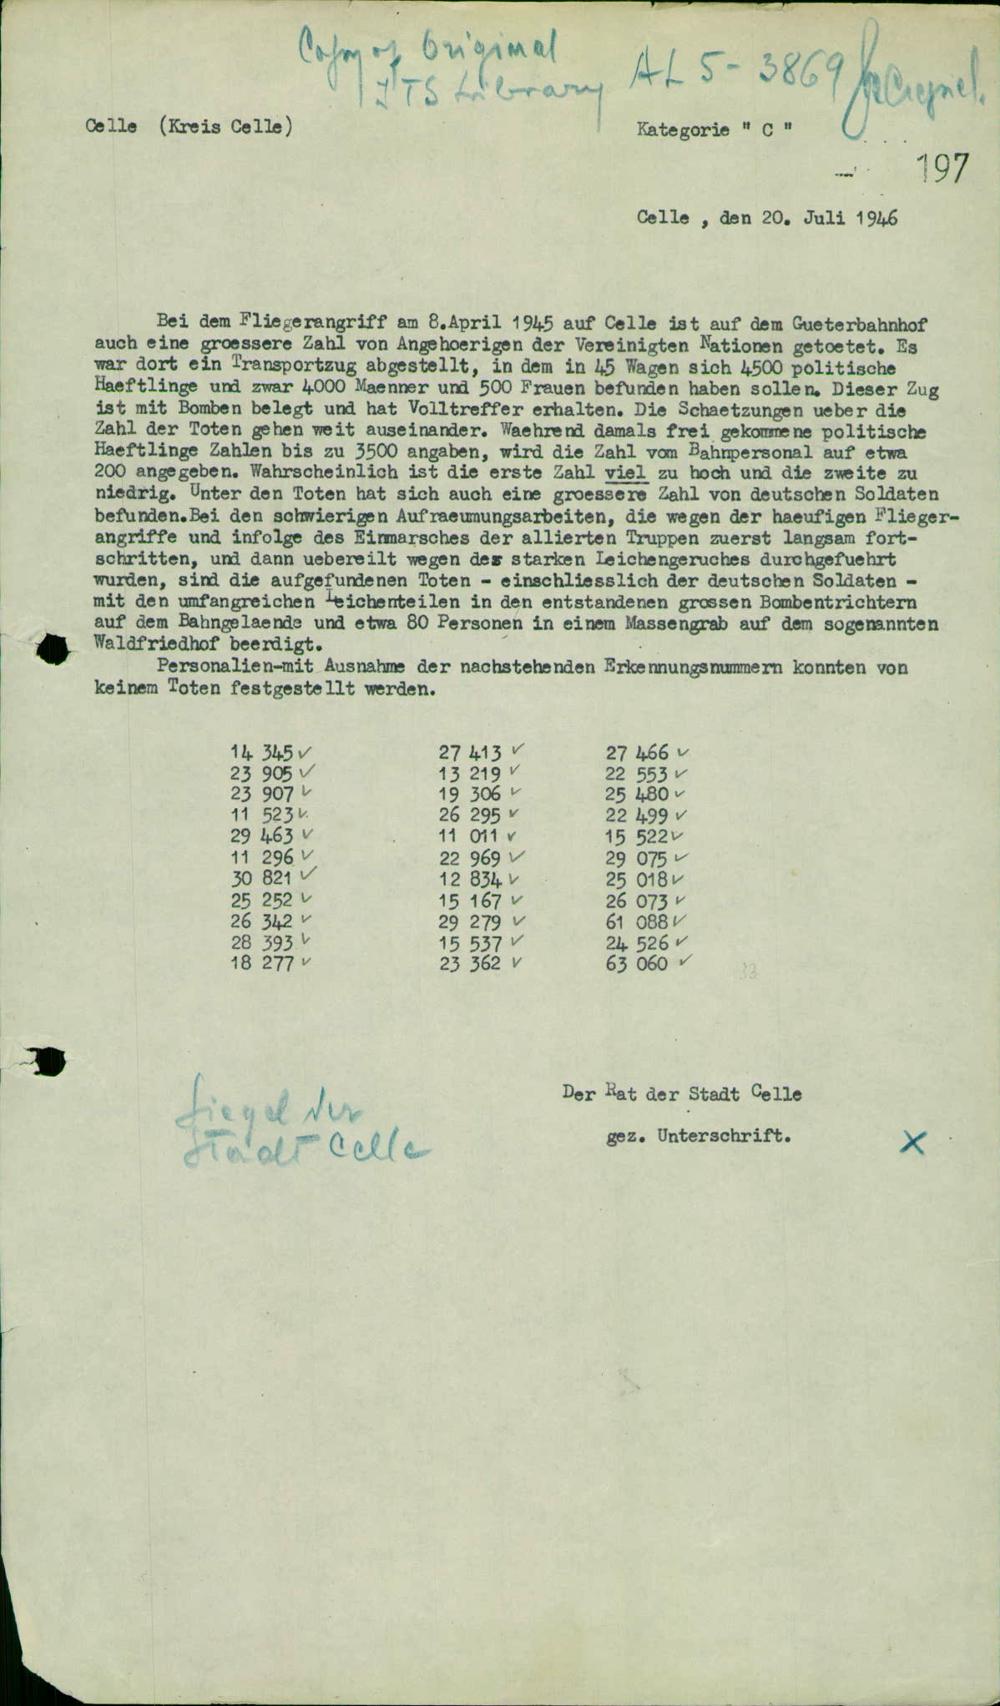 Copy of Original
ITS Library
AL 5- 3869
Celle (Kreis Celle)
Kategorie " C "
197
Celle , den 20. Juli 1946
Bei dem Fliegerangriff am 8.April 1945 auf Celle ist auf dem Gueterbahnhof
auch eine groessere Zahl von Angehoerigen der Vereinigten Nationen getoetet. Es
war dort ein Transportzug abgestellt, in dem in 45 Wagen sich 4500 politische
Haeftlinge und zwar 4000 Maenner und 500 Frauen befunden haben sollen. Dieser Zug
ist mit Bomben belegt und hat Volltreffer erhalten. Die Schaetzungen ueber die
Zahl der Toten gehen weit auseinander. Waehrend damals frei gekommene politische
Haeftlinge Zahlen bis zu 3500 angaben, wird die Zahl vom Bahnpersonal auf etwa
200 angegeben. Wahrscheinlich ist die erste Zahl viel zu hoch und die zweite zu
niedrig. Unter den Toten hat sich auch eine groessere Zahl von deutschen Soldaten
befunden.Bei den schwierigen Aufraeumungsarbeiten, die wegen der haeufigen Flieger-
angriffe und infolge des Einmarsches der allierten Truppen zuerst langsam fort-
schritten, und dann uebereilt wegen des starken Leichengeruches durchgefuehrt
wurden, sind die aufgefundenen Toten - einschliesslich der deutschen Soldaten -
mit den umfangreichen Leichenteilen in den entstandenen grossen Bombentrichtern
auf dem Bahngelaende und etwa 80 Personen in einem Massengrab auf dem sogenannten
Waldfriedhof beerdigt.
Personalien-mit Ausnahme der nachstehenden Erkennungsnummern konnten von
keinem Toten festgestellt werden.
14 345 ✓ 27 413 ✓ 27 466 ✓
23 905 ✓ 13 219 ✓ 22 553 ✓
23 907 ✓ 19 306 ✓ 25 480 ✓
11 523 ✓ 26 295 ✓ 22 499 ✓
29 463 ✓ 11 011 ✓ 15 522 ✓
11 296 ✓ 22 969 ✓ 29 075 ✓
30 821 ✓ 12 834 ✓ 25 018 ✓
25 252 ✓ 15 167 ✓ 26 073 ✓
26 342 ✓ 29 279 ✓ 61 088 ✓
28 393 ✓ 15 537 ✓ 24 526 ✓
18 277 ✓ 23 362 ✓ 63 060 ✓
33
Der Rat der Stadt Celle
gez. Unterschrift.
X
Siegel der
Stadt Celle